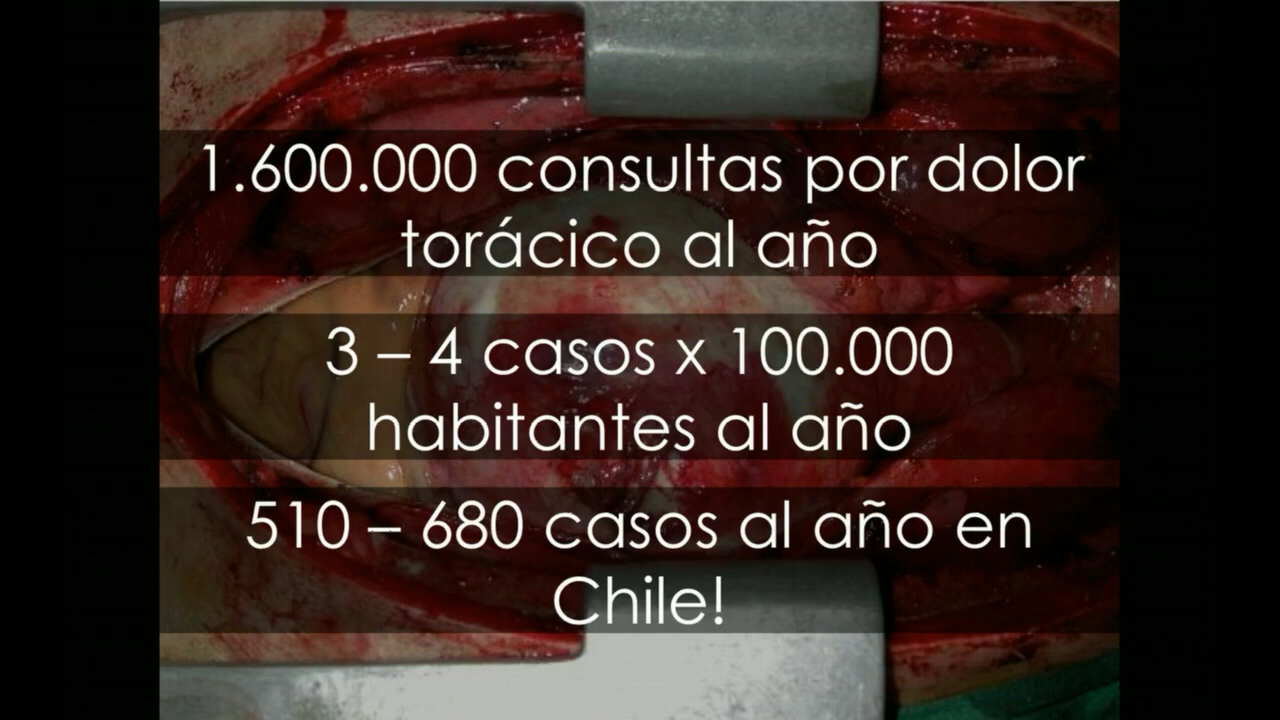 1.600.000 consultas por dolor
torácico al año
3 – 4 casos x 100.000
habitantes al año
510 – 680 casos al año en
Chile!